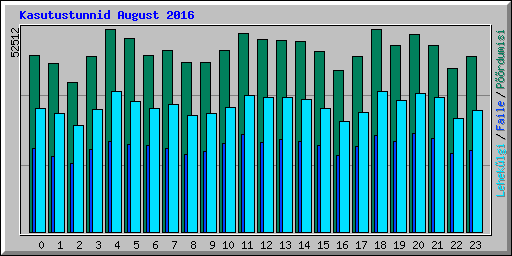 Kasutustunnid August 2016
52512
Lehekülgi / Faile / Pöördumisi
0 1 2 3 4 5 6 7 8 9 10 11 12 13 14 15 16 17 18 19 20 21 22 23